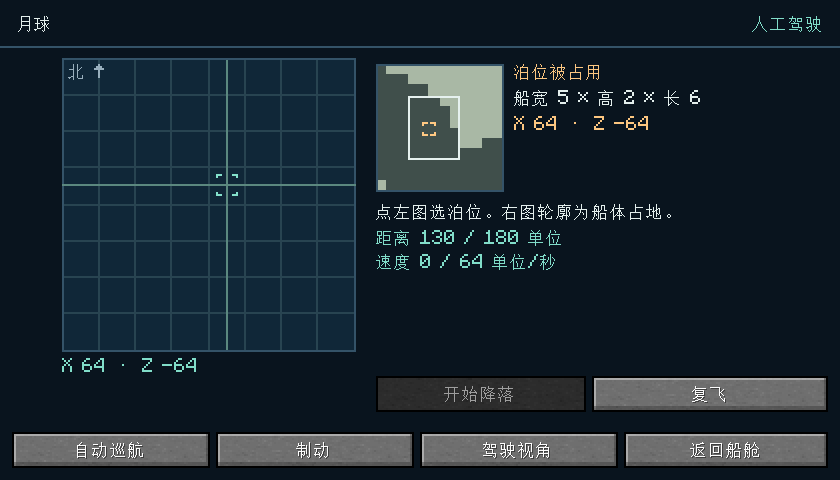 月球
人工驾驶
北
泊位被占用
船宽 5 × 高 2 × 长 6
X 64 · Z -64
点左图选泊位。右图轮廓为船体占地。
距离 130 / 180 单位
速度 0 / 64 单位/秒
X 64 · Z -64
开始降落
复飞
自动巡航
制动
驾驶视角
返回船舱